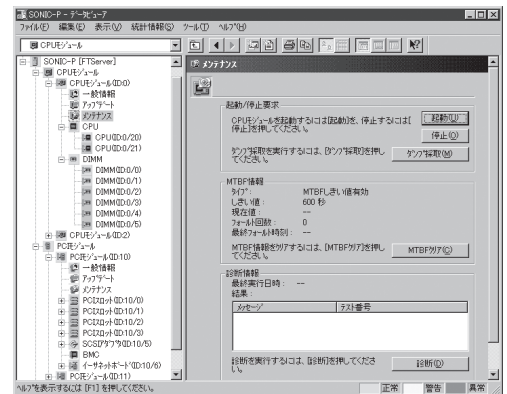 SONIC-P - ﾃﾞｰﾀﾋﾞｭｰｱ
ﾌｧｲﾙ(F) 編集(E) 表示(V) 統計情報(S) ﾂｰﾙ(T) ﾍﾙﾌﾟ(H)
CPUﾓｼﾞｭｰﾙ
SONIC-P [FTServer]
CPUﾓｼﾞｭｰﾙ
CPUﾓｼﾞｭｰﾙ(ID:0)
一般情報
ｱｯﾌﾟﾃﾞｰﾄ
ﾒﾝﾃﾅﾝｽ
CPU
CPU(ID:0/20)
CPU(ID:0/21)
DIMM
DIMM(ID:0/0)
DIMM(ID:0/1)
DIMM(ID:0/2)
DIMM(ID:0/3)
DIMM(ID:0/4)
DIMM(ID:0/5)
CPUﾓｼﾞｭｰﾙ(ID:2)
PCIﾓｼﾞｭｰﾙ
PCIﾓｼﾞｭｰﾙ(ID:10)
一般情報
ｱｯﾌﾟﾃﾞｰﾄ
ﾒﾝﾃﾅﾝｽ
PCIｽﾛｯﾄ(ID:10/0)
PCIｽﾛｯﾄ(ID:10/1)
PCIｽﾛｯﾄ(ID:10/2)
PCIｽﾛｯﾄ(ID:10/3)
SCSIｱﾀﾞﾌﾟﾀ(ID:10/5)
BMC
ｲｰｻﾈｯﾄﾎﾞｰﾄﾞ(ID:10/6)
PCIﾓｼﾞｭｰﾙ(ID:11)
ﾒﾝﾃﾅﾝｽ
起動/停止要求
CPUﾓｼﾞｭｰﾙを起動するには[起動]を、停止するには[
停止]を押してください。
起動(U)
停止(O)
ﾀﾞﾝﾌﾟ採取を実行するには、[ﾀﾞﾝﾌﾟ採取]を押し
てください。
ﾀﾞﾝﾌﾟ採取(M)
MTBF情報
ﾀｲﾌﾟ: MTBFしきい値有効
しきい値: 600 秒
現在値: --
ﾌｫｰﾙﾄ回数: 0
最終ﾌｫｰﾙﾄ時刻: --
MTBF情報をｸﾘｱするには、[MTBFｸﾘｱ]を押し
てください。
MTBFｸﾘｱ(C)
診断情報
最終実行日時: --
結果:
ﾒｯｾｰｼﾞ ﾃｽﾄ番号
診断を実行するには、[診断]を押してくださ
い。
診断(D)
ﾍﾙﾌﾟを表示するには [F1] を押してください。
正常 警告 異常